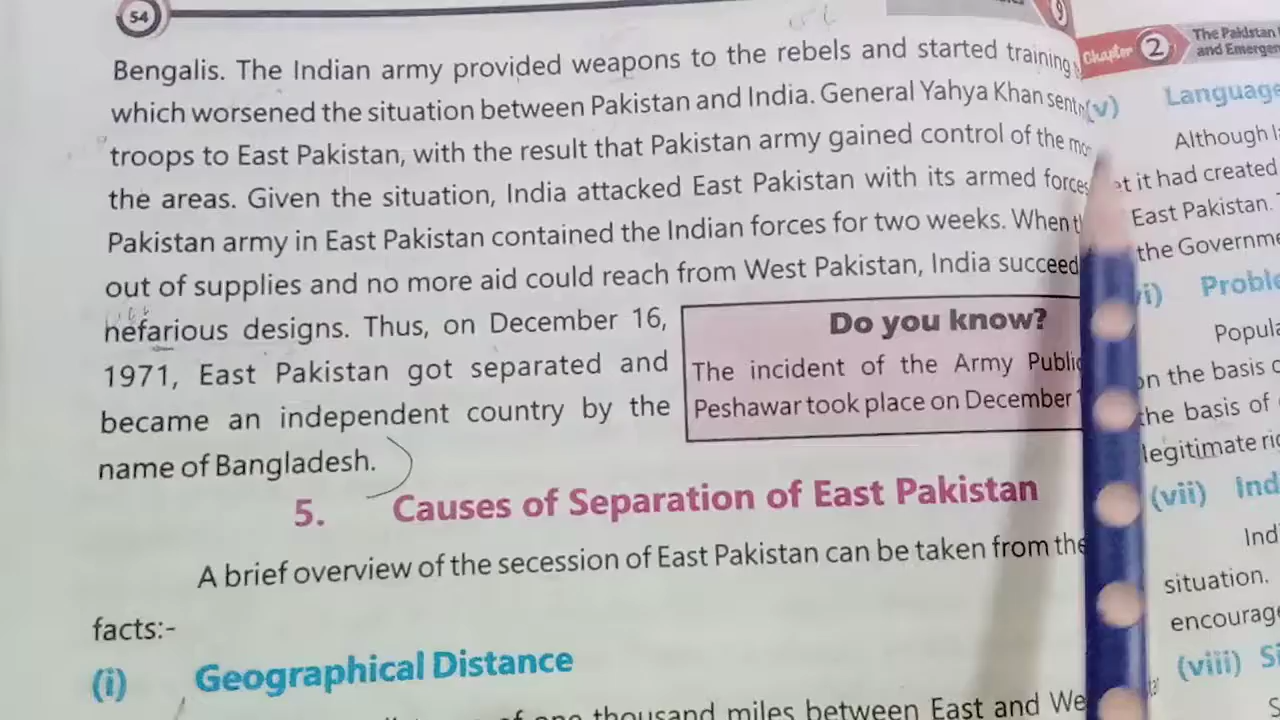 54
Bengalis. The Indian army provided weapons to the rebels and started training
which worsened the situation between Pakistan and India. General Yahya Khan sent
troops to East Pakistan, with the result that Pakistan army gained control of the
the areas. Given the situation, India attacked East Pakistan with its armed forces
Pakistan army in East Pakistan contained the Indian forces for two weeks. When
out of supplies and no more aid could reach from West Pakistan, India succeed
nefarious designs. Thus, on December 16,
1971, East Pakistan got separated and
became an independent country by the
name of Bangladesh.
Do you know?
The incident of the Army Public
Peshawar took place on December
5. Causes of Separation of East Pakistan
A brief overview of the secession of East Pakistan can be taken from the
facts:-
(i) Geographical Distance
of one thousand miles between East and We
9
Chapter 2
The Pakistan
and Emergen
(v) Language
Although
it had created
East Pakistan.
the Governme
Proble
Popula
on the basis
the basis of
legitimate
(vii) Ind
Ind
situation.
encourage
(viii) S
S